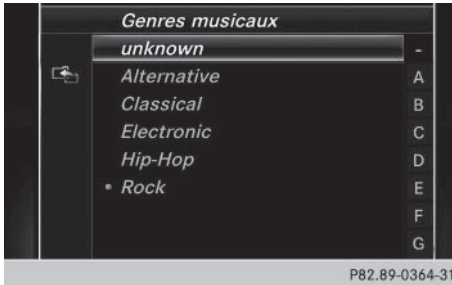 Genres musicaux
unknown -
Alternative A
Classical B
Electronic C
Hip-Hop D
• Rock E
F
G
P82.89-0364-31